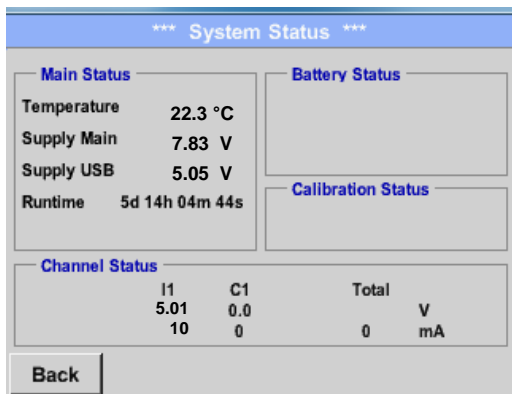 *** System Status ***
Main Status
Temperature 22.3 °C
Supply Main 7.83 V
Supply USB 5.05 V
Runtime 5d 14h 04m 44s
Battery Status
Calibration Status
Channel Status
I1 C1 Total
5.01 0.0 V
10 0 0 mA
Back